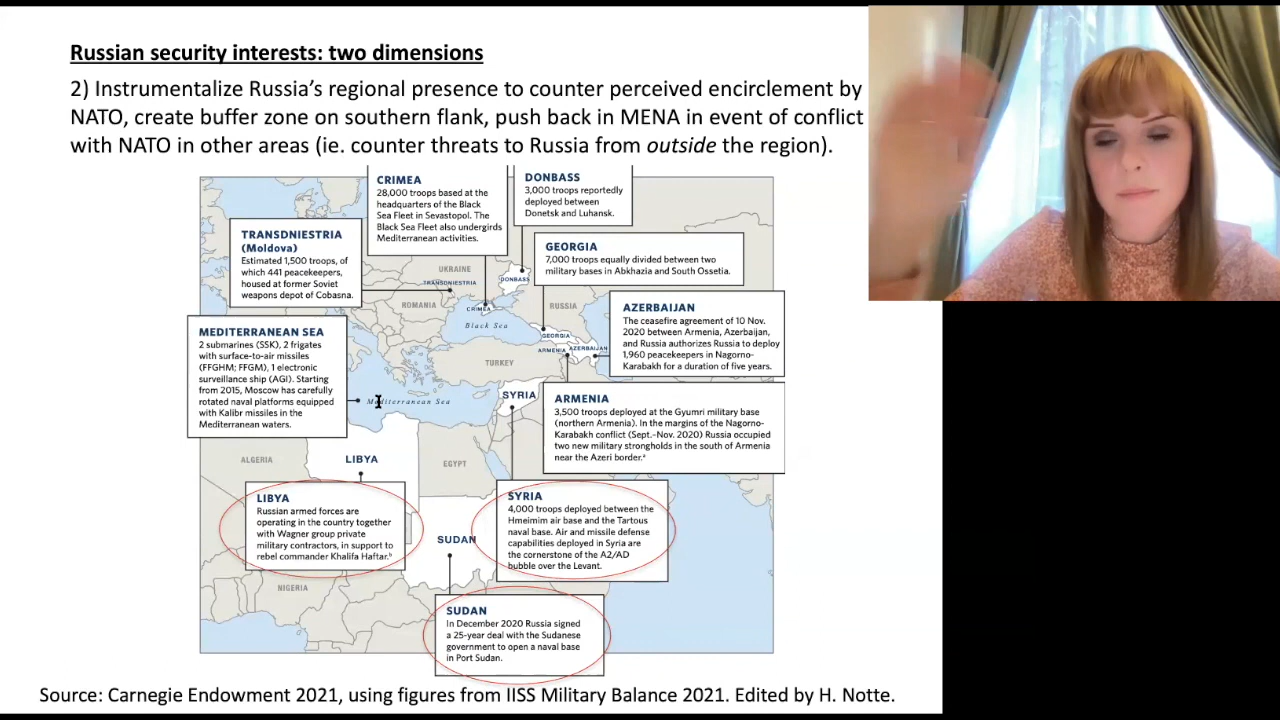 Russian security interests: two dimensions
2) Instrumentalize Russia's regional presence to counter perceived encirclement by
NATO, create buffer zone on southern flank, push back in MENA in event of conflict
with NATO in other areas (ie. counter threats to Russia from outside the region).
CRIMEA
28,000 troops based at the
headquarters of the Black
Sea Fleet in Sevastopol. The
Black Sea Fleet also undergirds
Mediterranean activities.
DONBASS
3,000 troops reportedly
deployed between
Donetsk and Luhansk.
TRANSDNIESTRIA
(Moldova)
Estimated 1,500 troops, of
which 441 peacekeepers,
housed at former Soviet
weapons depot of Cobasna.
GEORGIA
7,000 troops equally divided between two
military bases in Abkhazia and South Ossetia.
UKRAINE
TRANSDNIESTRIA
DONBASS
ROMANIA
CRIMEA
RUSSIA
Black Sea
GEORGIA
ARMENIA
AZERBAIJAN
TURKEY
AZERBAIJAN
The ceasefire agreement of 10 Nov.
2020 between Armenia, Azerbaijan,
and Russia authorizes Russia to deploy
1,960 peacekeepers in Nagorno-
Karabakh for a duration of five years.
MEDITERRANEAN SEA
2 submarines (SSK), 2 frigates
with surface-to-air missiles
(FFGHM; FFGM), 1 electronic
surveillance ship (AGI). Starting
from 2015, Moscow has carefully
rotated naval platforms equipped
with Kalibr missiles in the
Mediterranean waters.
Mediterranean Sea
SYRIA
ARMENIA
3,500 troops deployed at the Gyumri military base
(northern Armenia). In the margins of the Nagorno-
Karabakh conflict (Sept.–Nov. 2020) Russia occupied
two new military strongholds in the south of Armenia
near the Azeri border.a
ALGERIA
LIBYA
EGYPT
LIBYA
Russian armed forces are
operating in the country together
with Wagner group private
military contractors, in support to
rebel commander Khalifa Haftar.b
SYRIA
4,000 troops deployed between the
Hmeimim air base and the Tartous
naval base. Air and missile defense
capabilities deployed in Syria are
the cornerstone of the A2/AD
bubble over the Levant.
SUDAN
NIGERIA
SUDAN
In December 2020 Russia signed
a 25-year deal with the Sudanese
government to open a naval base
in Port Sudan.
Source: Carnegie Endowment 2021, using figures from IISS Military Balance 2021. Edited by H. Notte.